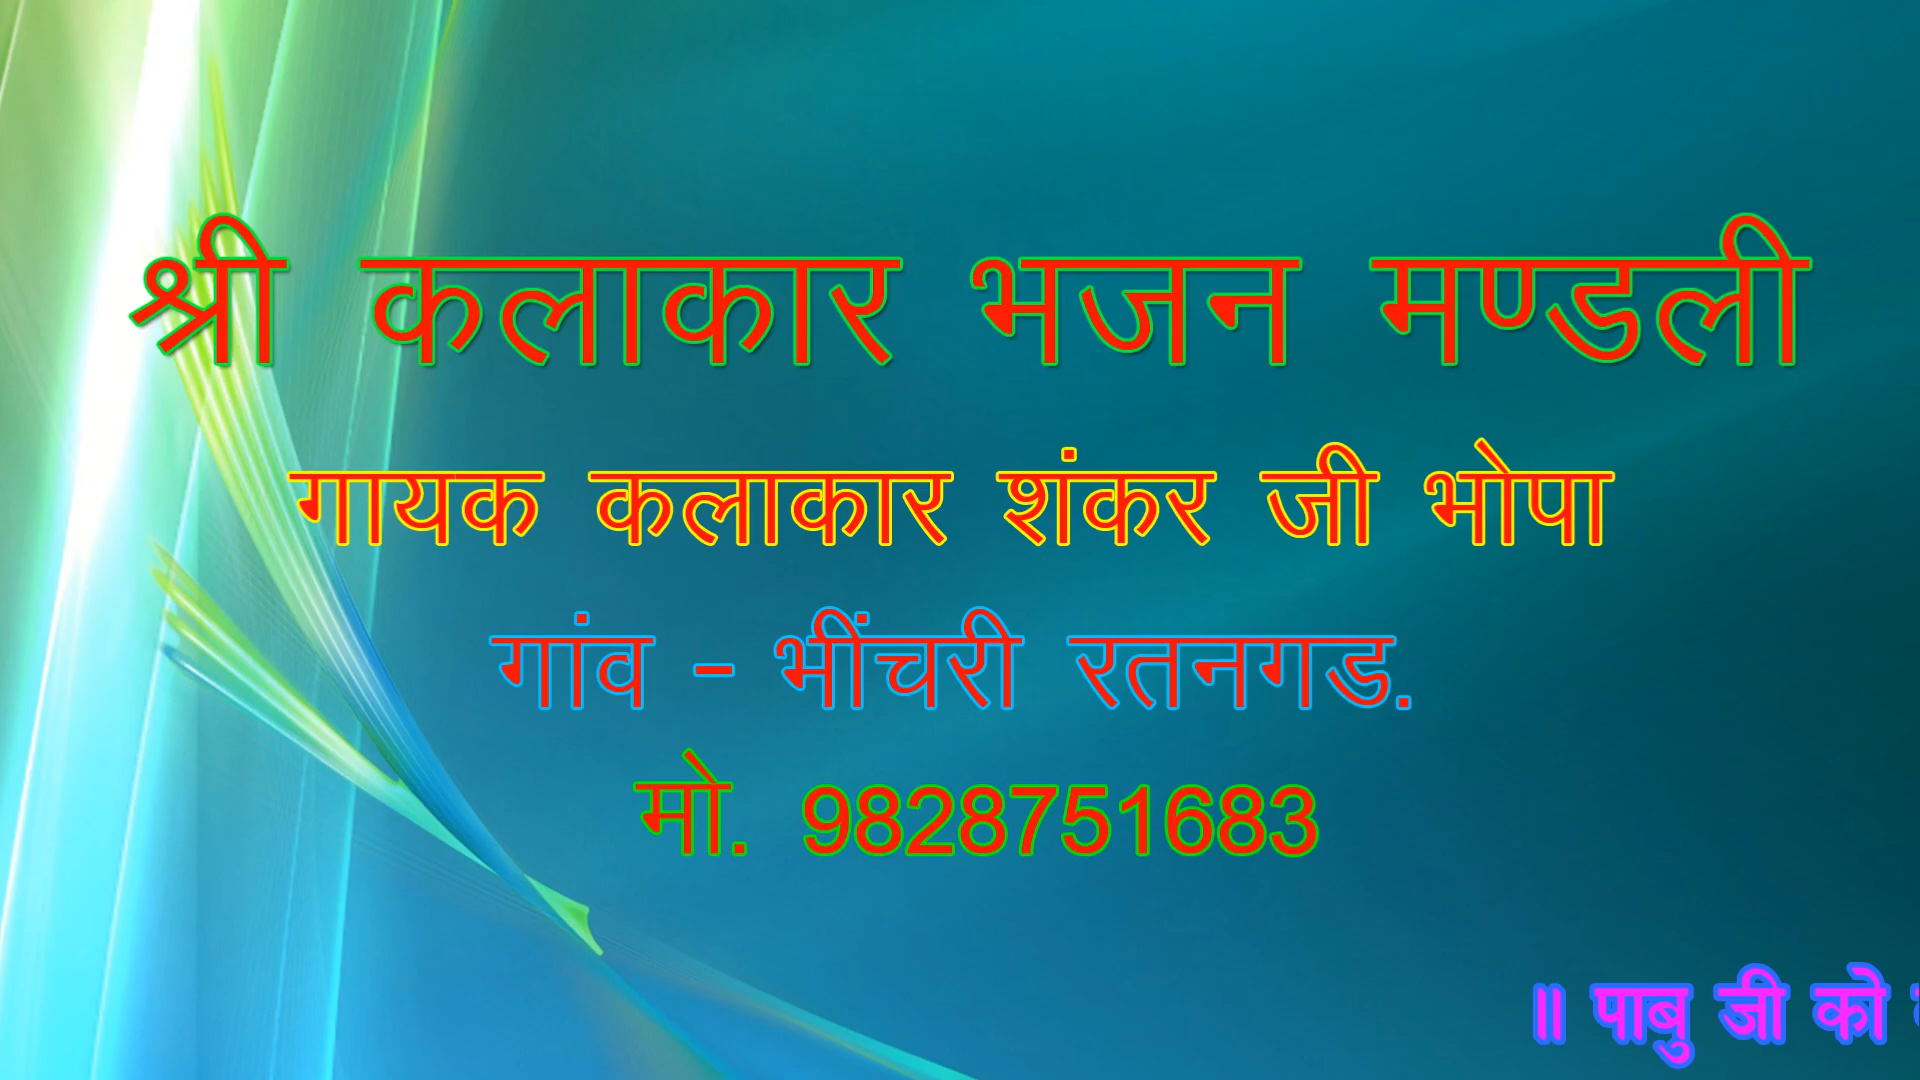 श्री कलाकार भजन मण्डली
गायक कलाकार शंकर जी भोपा
गांव - भींचरी रतनगड.
मो. 9828751683
॥ पाबु जी को